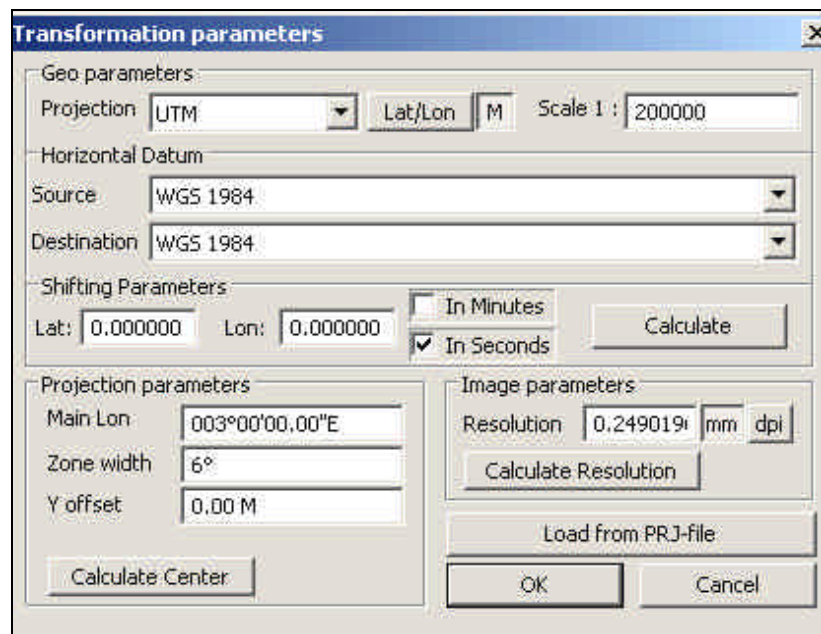 Transformation parameters
Geo parameters
Projection UTM Lat/Lon M Scale 1 : 200000
Horizontal Datum
Source WGS 1984
Destination WGS 1984
Shifting Parameters
Lat: 0.000000 Lon: 0.000000 In Minutes
In Seconds
Calculate
Projection parameters
Main Lon 003°00'00.00"E
Zone width 6°
Y offset 0.00 M
Calculate Center
Image parameters
Resolution 0.249019 mm dpi
Calculate Resolution
Load from PRJ-file
OK Cancel